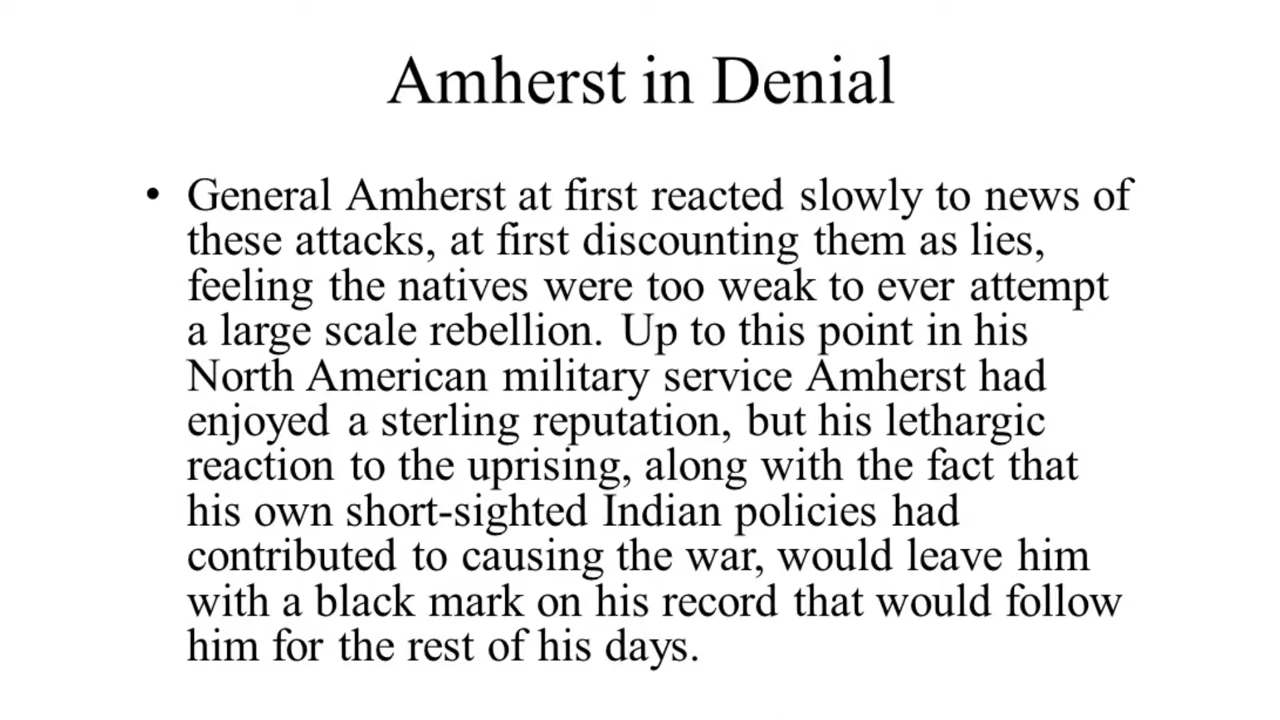 Amherst in Denial
• General Amherst at first reacted slowly to news of
these attacks, at first discounting them as lies,
feeling the natives were too weak to ever attempt
a large scale rebellion. Up to this point in his
North American military service Amherst had
enjoyed a sterling reputation, but his lethargic
reaction to the uprising, along with the fact that
his own short-sighted Indian policies had
contributed to causing the war, would leave him
with a black mark on his record that would follow
him for the rest of his days.